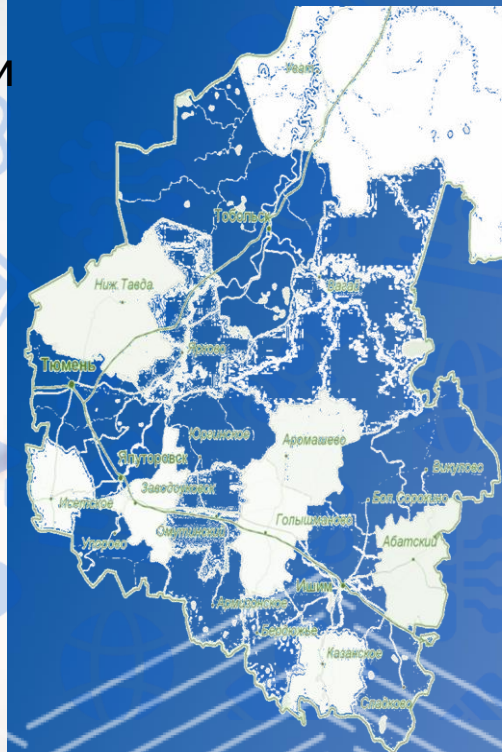 и
Уват
Тобольск
Ниж. Тавда
Вагай
Ярково
Тюмень
Юргинское
Аромашево
Викулово
Ялуторовск
Заводоуковск
Бол. Сорокино
Исетское
Голышманово
Упорово
Омутинское
Абатский
Ишим
Армизонское
Бердюжье
Казанское
Сладково